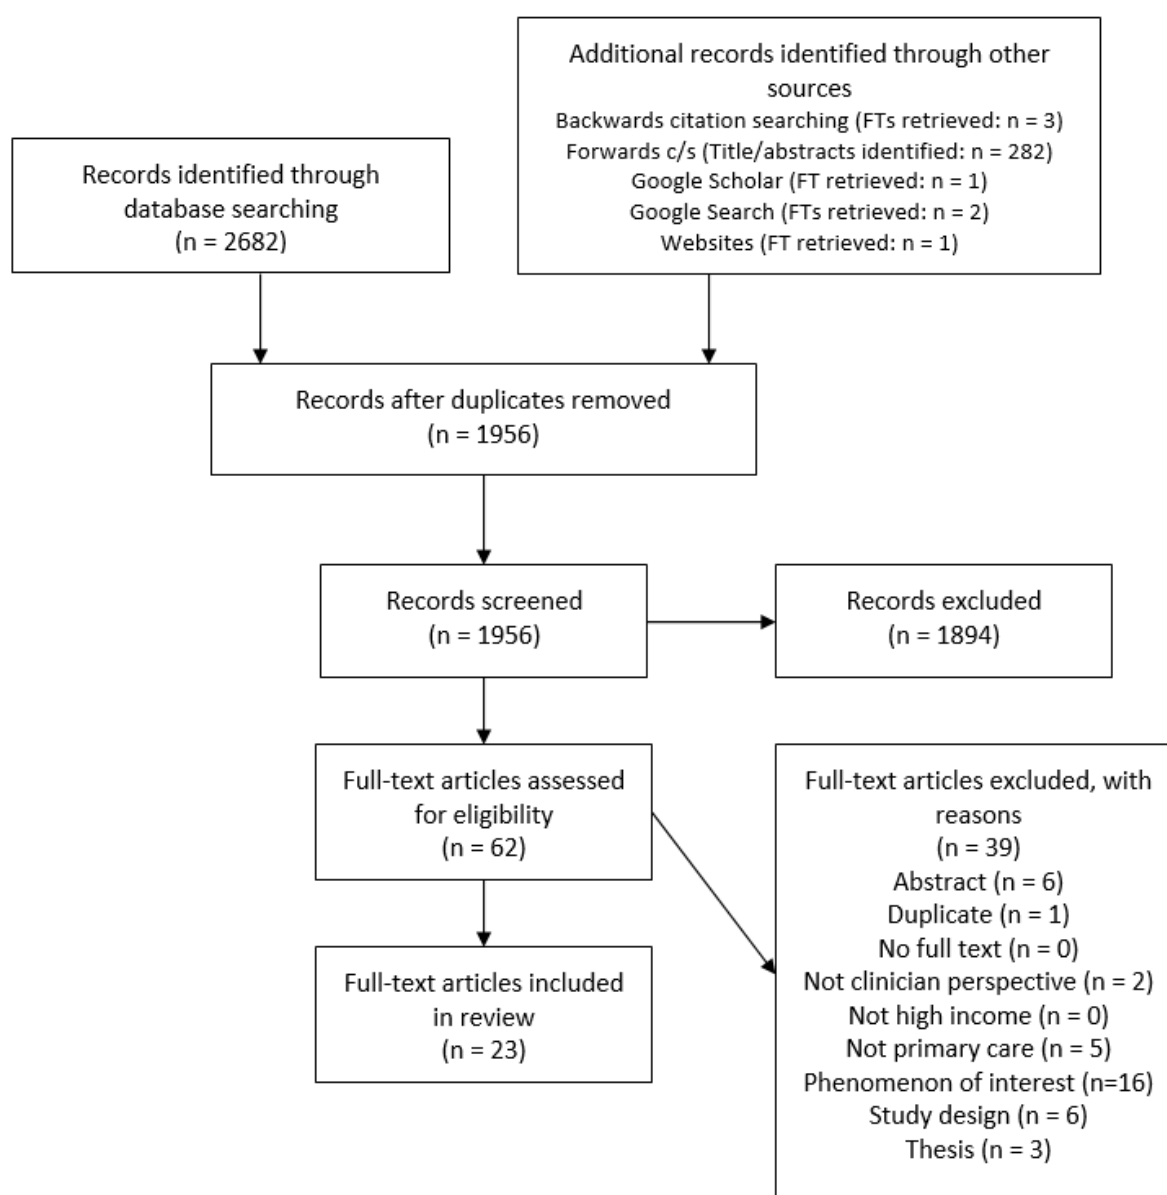 Records identified through
database searching
(n = 2682)
Additional records identified through other
sources
Backwards citation searching (FTs retrieved: n = 3)
Forwards c/s (Title/abstracts identified: n = 282)
Google Scholar (FT retrieved: n = 1)
Google Search (FTs retrieved: n = 2)
Websites (FT retrieved: n = 1)
Records after duplicates removed
(n = 1956)
Records screened
(n = 1956)
Records excluded
(n = 1894)
Full-text articles assessed
for eligibility
(n = 62)
Full-text articles excluded, with
reasons
(n = 39)
Abstract (n = 6)
Duplicate (n = 1)
No full text (n = 0)
Not clinician perspective (n = 2)
Not high income (n = 0)
Not primary care (n = 5)
Phenomenon of interest (n=16)
Study design (n = 6)
Thesis (n = 3)
Full-text articles included
in review
(n = 23)